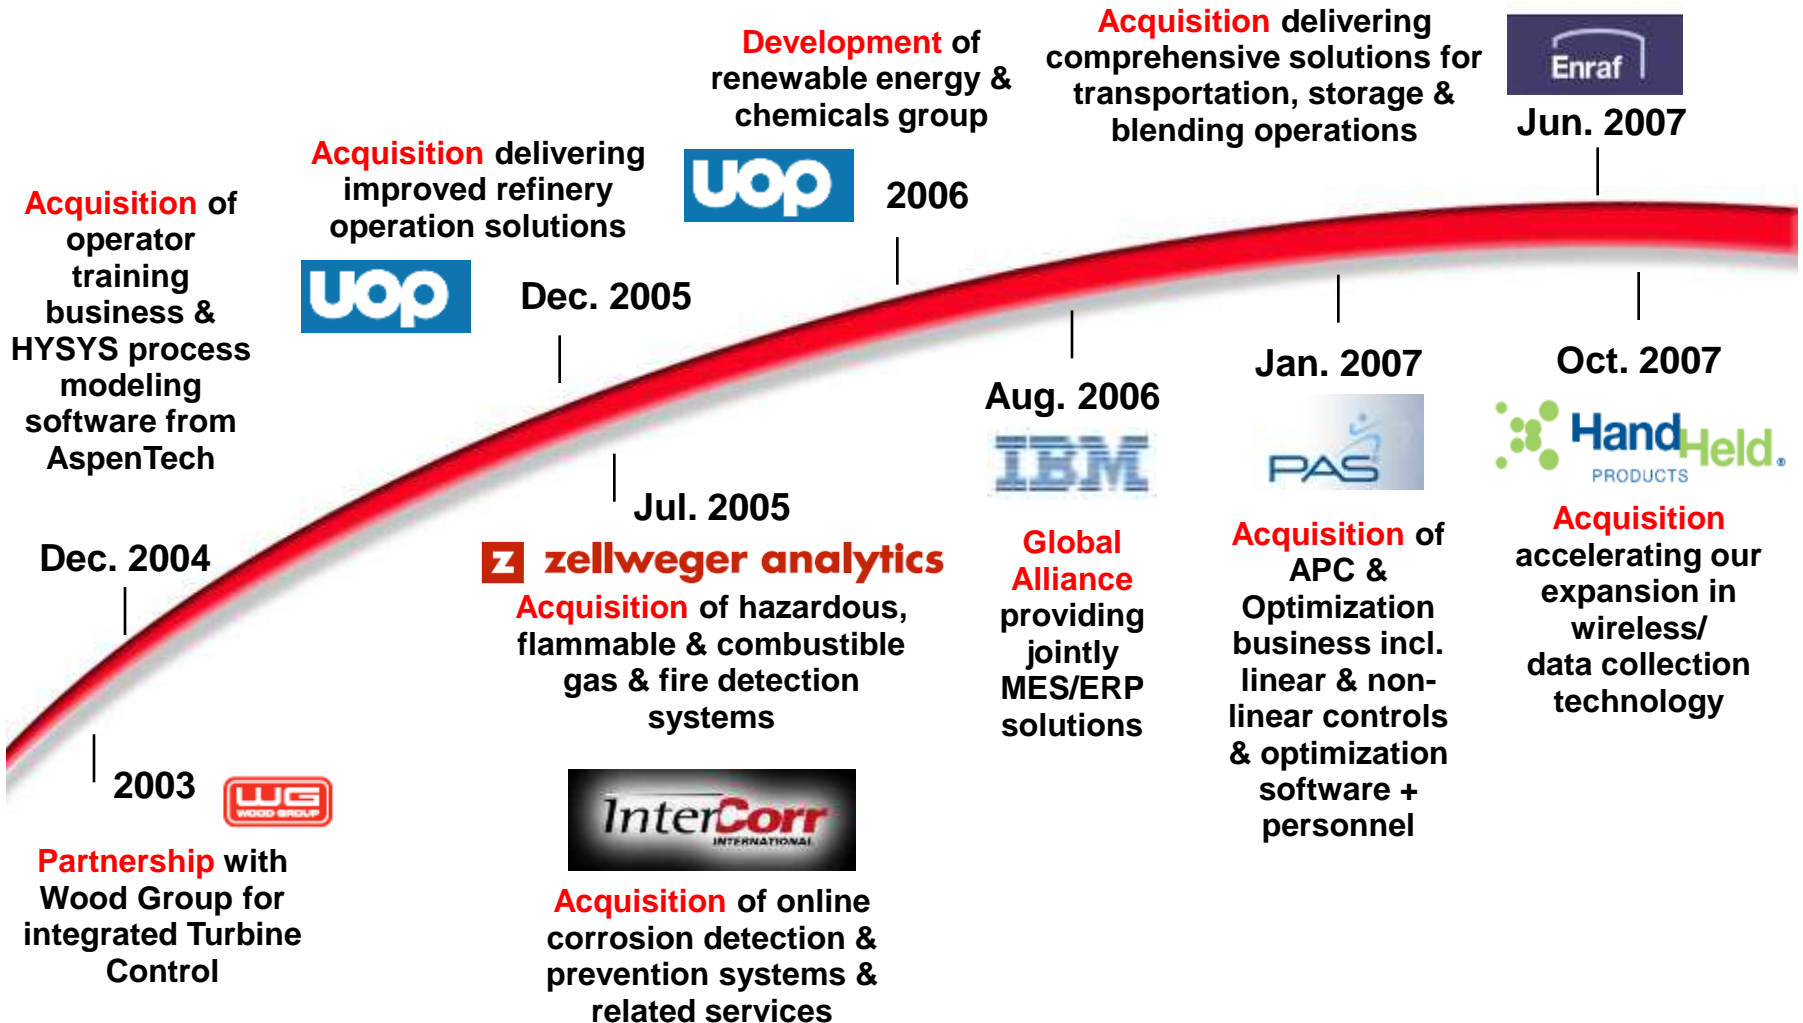 Acquisition of
operator
training
business &
HYSYS process
modeling
software from
AspenTech
Dec. 2004
2003
WG
WOOD GROUP
Partnership with
Wood Group for
integrated Turbine
Control
Acquisition delivering
improved refinery
operation solutions
uop
Dec. 2005
Jul. 2005
z zellweger analytics
Acquisition of hazardous,
flammable & combustible
gas & fire detection
systems
InterCorr
INTERNATIONAL
Acquisition of online
corrosion detection &
prevention systems &
related services
Development of
renewable energy &
chemicals group
uop
2006
Aug. 2006
IBM
Global
Alliance
providing
jointly
MES/ERP
solutions
Acquisition delivering
comprehensive solutions for
transportation, storage &
blending operations
Enraf
Jun. 2007
Jan. 2007
PAS
Acquisition of
APC &
Optimization
business incl.
linear & non-
linear controls
& optimization
software +
personnel
Oct. 2007
HandHeld®
PRODUCTS
Acquisition
accelerating our
expansion in
wireless/
data collection
technology